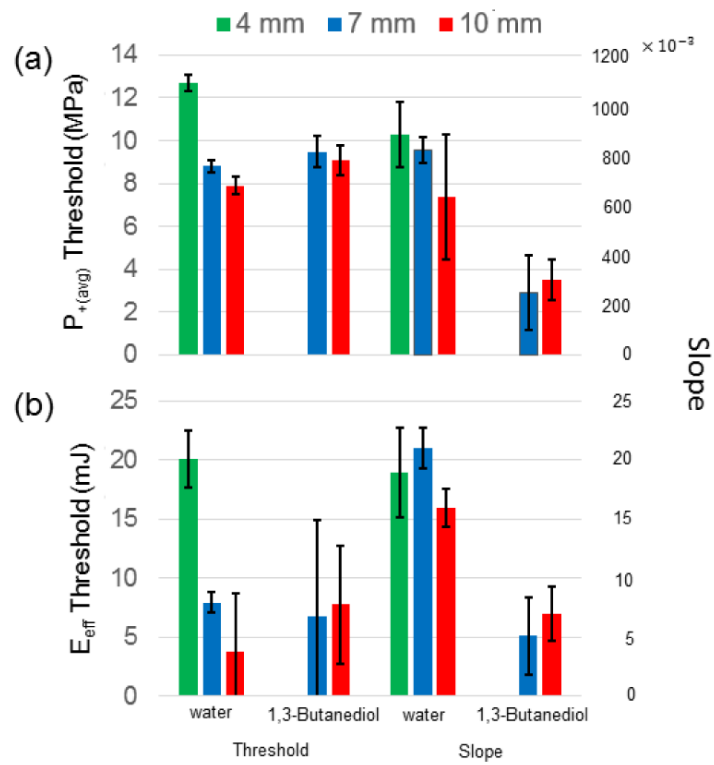 4 mm 7 mm 10 mm
(a)
P+(avg) Threshold (MPa)
14
12
10
8
6
4
2
0
1200 × 10⁻³
1000
800
600
400
200
0
Slope
(b)
Eeff Threshold (mJ)
25
20
15
10
5
0
25
20
15
10
5
0
water 1,3-Butanediol water 1,3-Butanediol
Threshold Slope